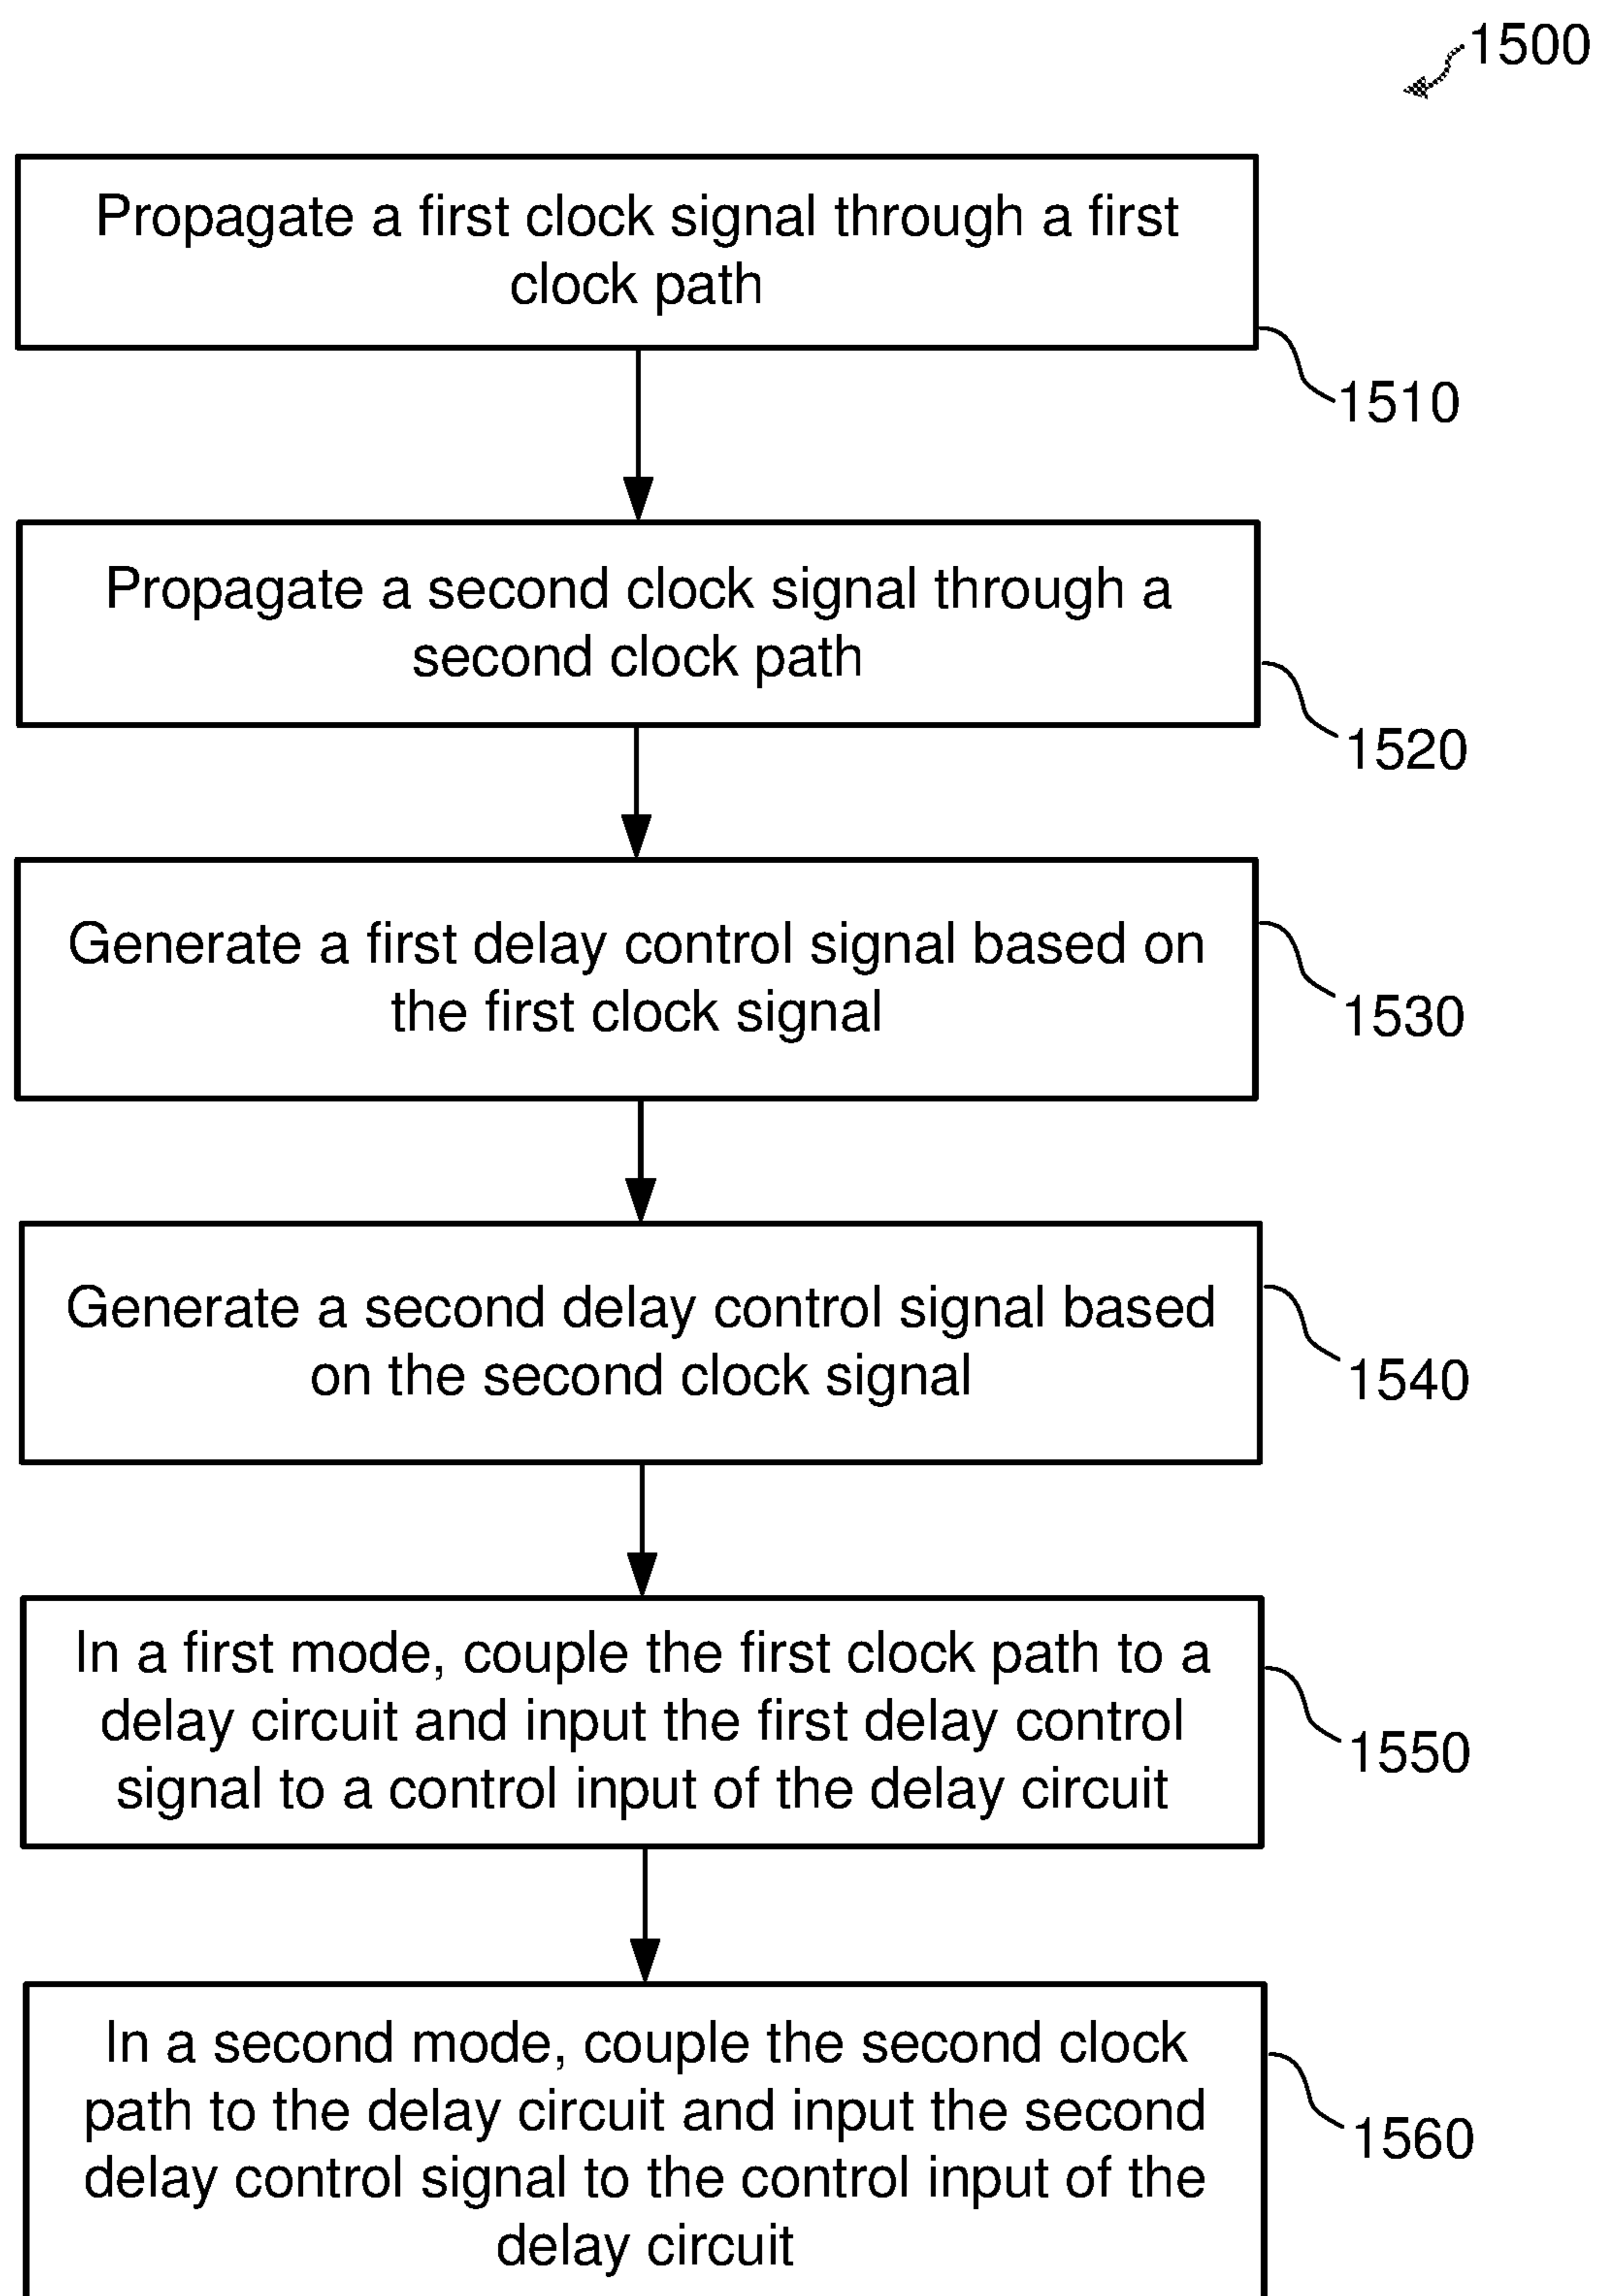 1500
Propagate a first clock signal through a first
clock path
1510
Propagate a second clock signal through a
second clock path
1520
Generate a first delay control signal based on
the first clock signal
1530
Generate a second delay control signal based
on the second clock signal
1540
In a first mode, couple the first clock path to a
delay circuit and input the first delay control
signal to a control input of the delay circuit
1550
In a second mode, couple the second clock
path to the delay circuit and input the second
delay control signal to the control input of the
delay circuit
1560